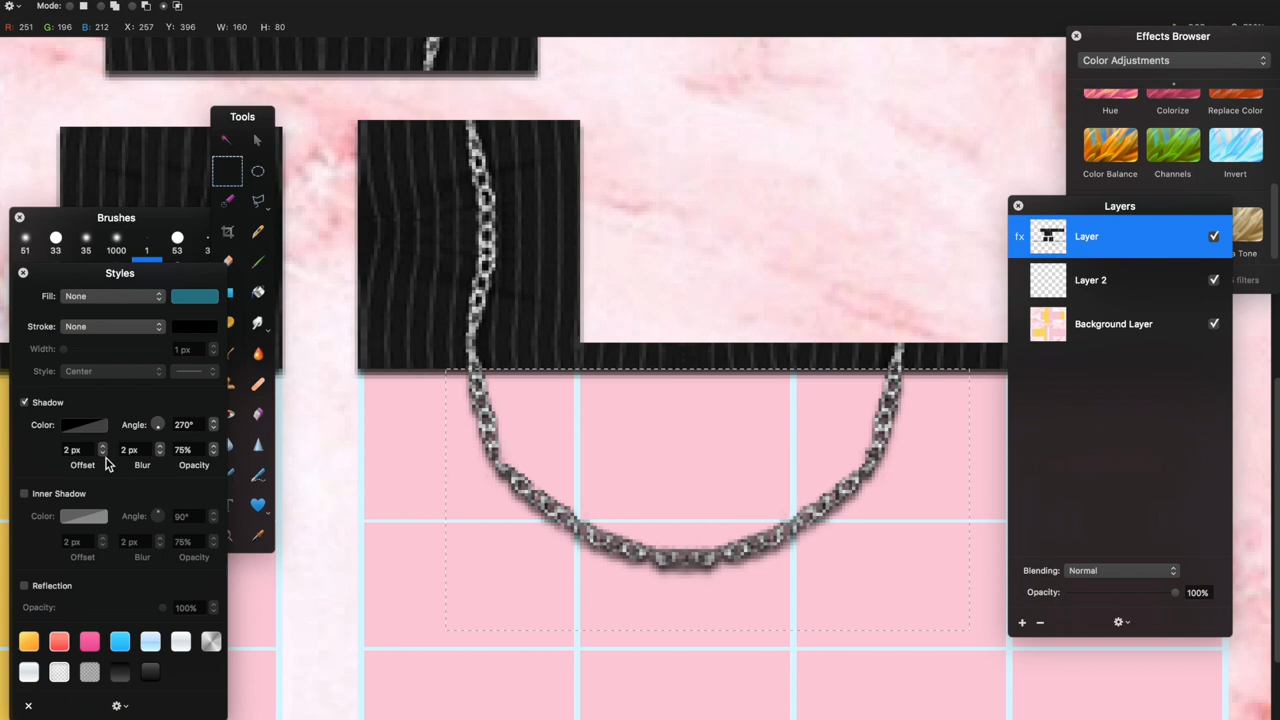 Mode:
R: 251 G: 196 B: 212 X: 257 Y: 396 W: 160 H: 80
Effects Browser
Color Adjustments
Hue Colorize Replace Color
Color Balance Channels Invert
Tone
filters
Tools
Brushes
51 33 35 1000 1 53 3
Styles
Fill: None
Stroke: None
Width: 1 px
Style: Center
Shadow
Color: Angle: 270°
2 px 2 px 75%
Offset Blur Opacity
Inner Shadow
Color: Angle: 90°
2 px 2 px 75%
Offset Blur Opacity
Reflection
Opacity: 100%
Layers
fx Layer
Layer 2
Background Layer
Blending: Normal
Opacity: 100%